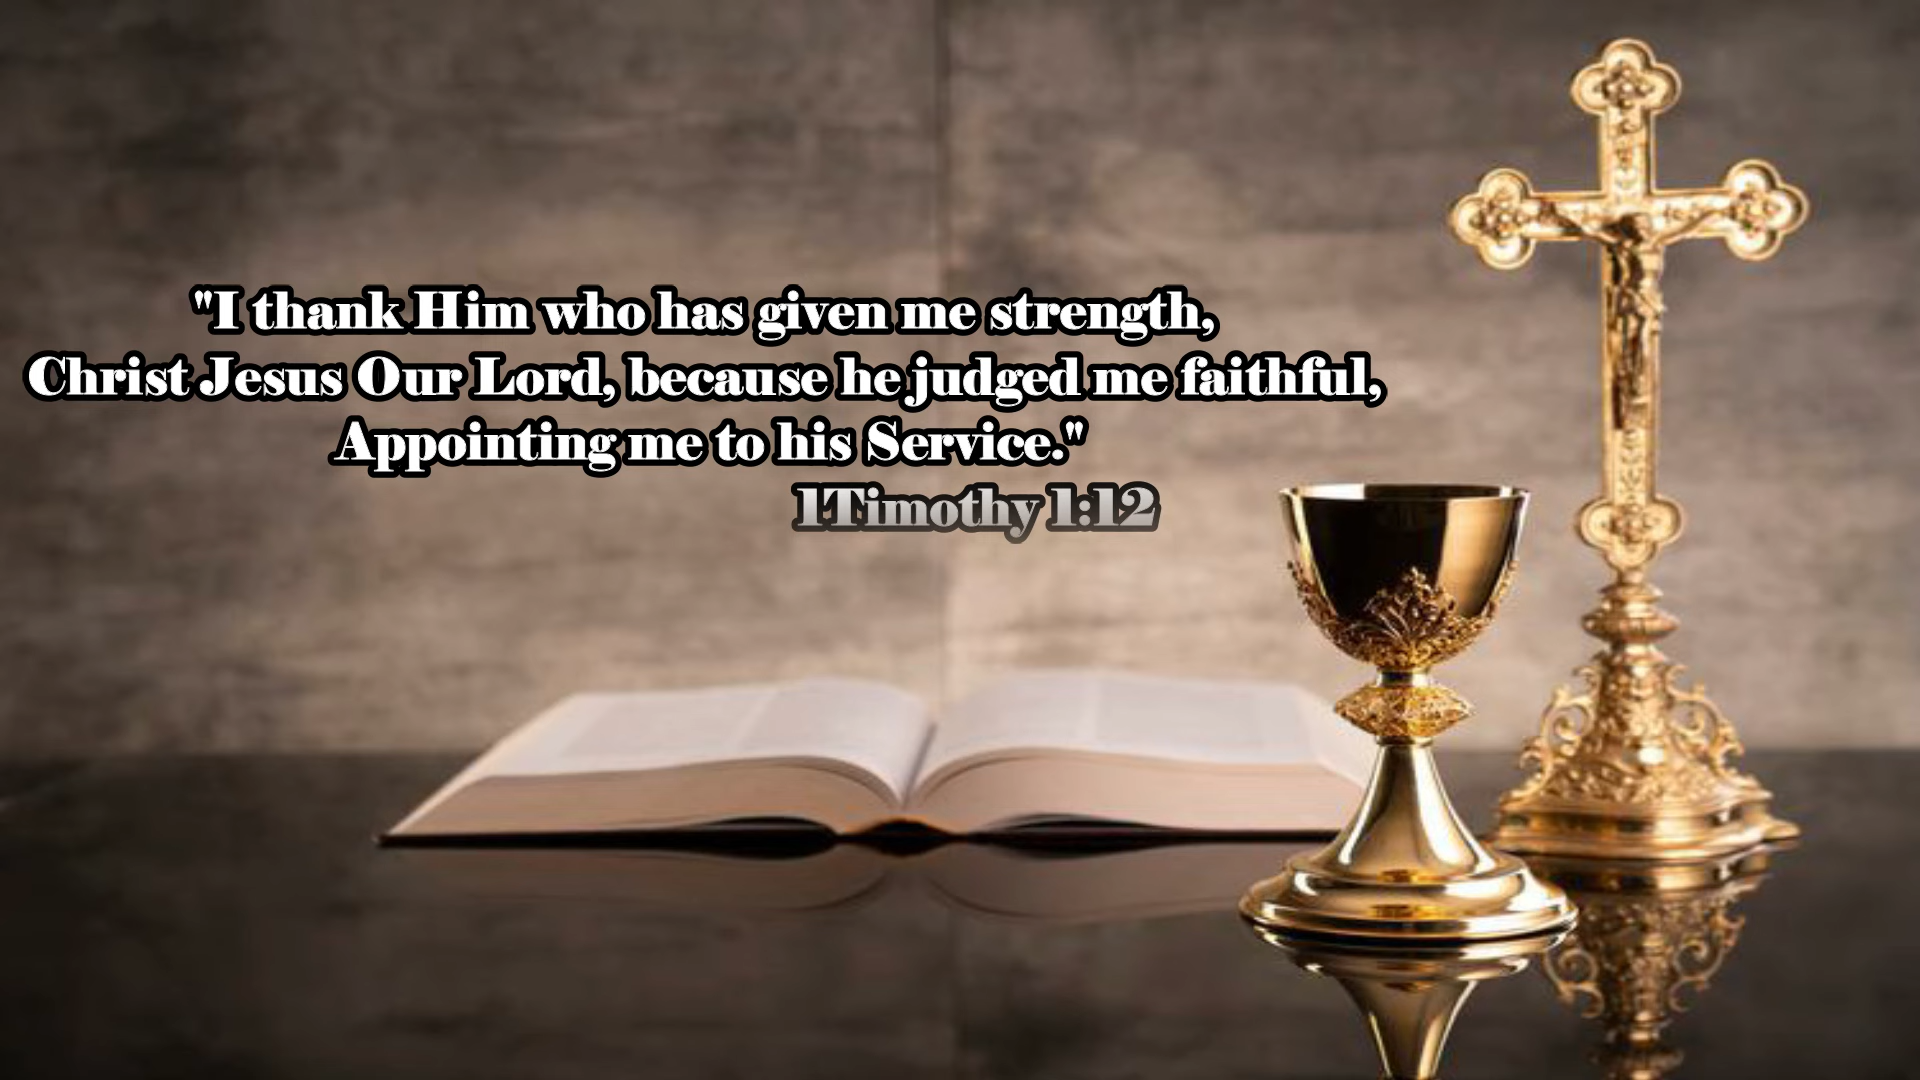 "I thank Him who has given me strength,
Christ Jesus Our Lord, because he judged me faithful,
Appointing me to his Service."
1Timothy 1:12